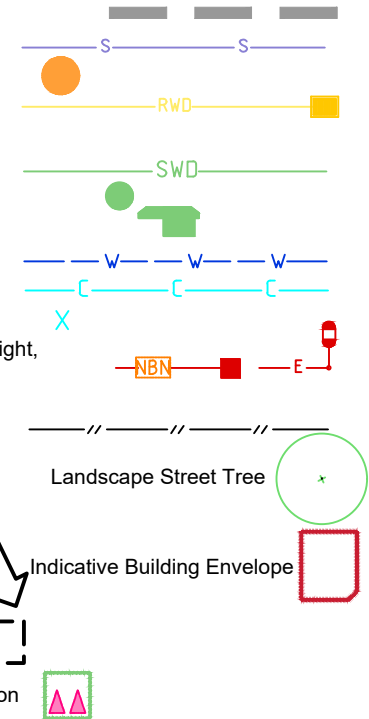 S S
RWD
SWD
W W W
C C C
X
ight,
NBN E
// // //
Landscape Street Tree
Indicative Building Envelope
on